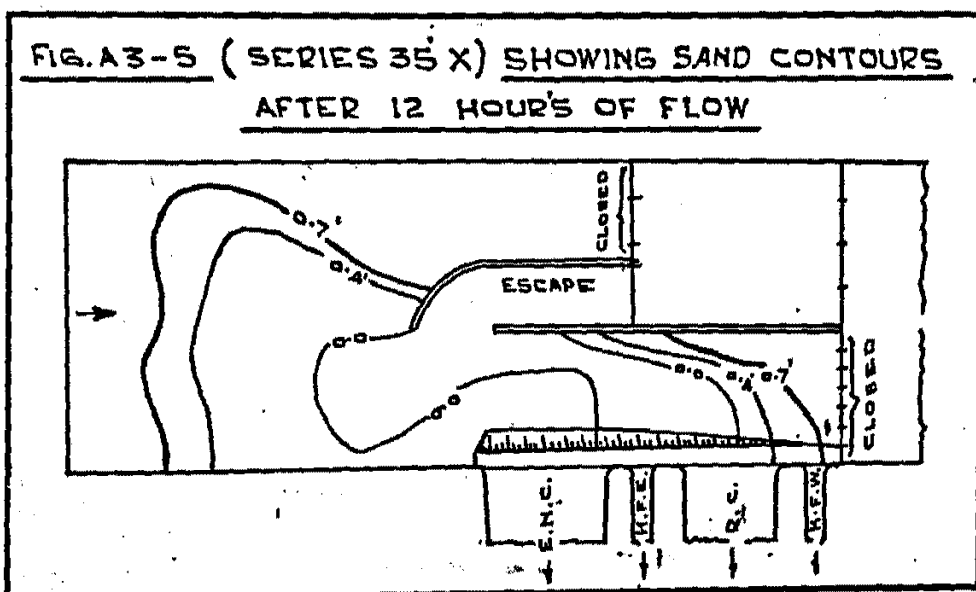 FIG. A3-5 (SERIES 35 X) SHOWING SAND CONTOURS
AFTER 12 HOUR'S OF FLOW
CLOSED
0.7'
0.4'
ESCAPE
0.0
0.0
0.4'
0.7'
CLOSED
0.0
E.N.C.
K.F.E.
R.C.
K.F.W.